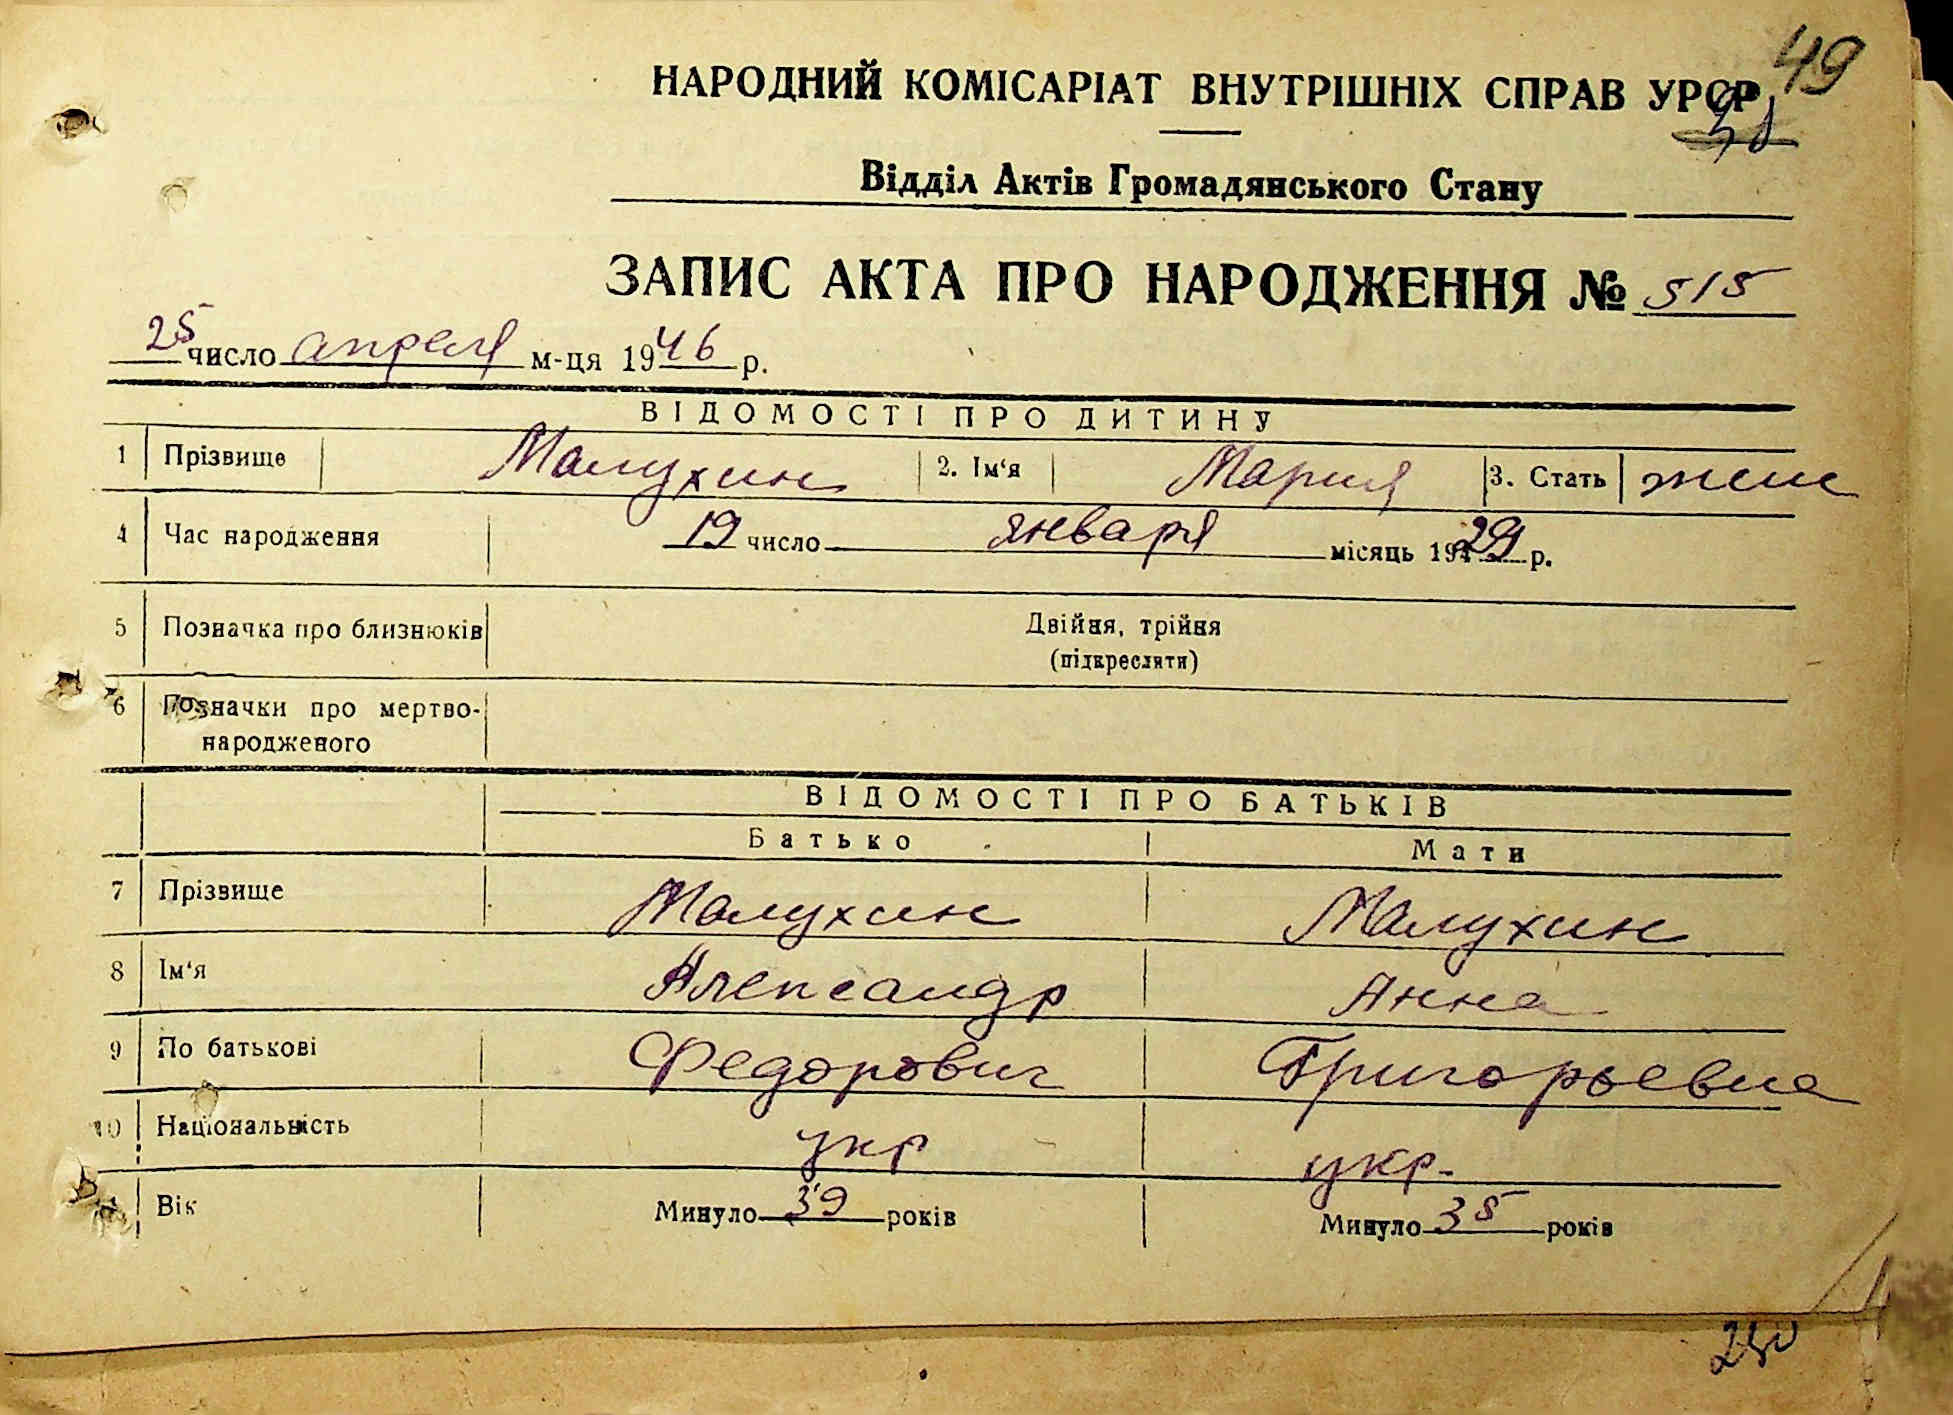 49
НАРОДНИЙ КОМІСАРІАТ ВНУТРІШНІХ СПРАВ УРСР
Відділ Актів Громадянського Стану
ЗАПИС АКТА ПРО НАРОДЖЕННЯ № 515
25 число апреля м-ця 1946 р.
ВІДОМОСТІ ПРО ДИТИНУ
1 Прізвище Малухин 2. Ім‘я Мария 3. Стать жен
4 Час народження 19 число января місяць 1929 р.
5 Позначка про близнюків Двійня, трійня
(підкреслити)
6 Позначки про мертво-
народженого
ВІДОМОСТІ ПРО БАТЬКІВ
Батько Мати
7 Прізвище Малухин Малухин
8 Ім‘я Александр Анна
9 По батькові Федорович Григорьевна
10 Національність укр укр.
Вік Минуло 39 років Минуло 35 років